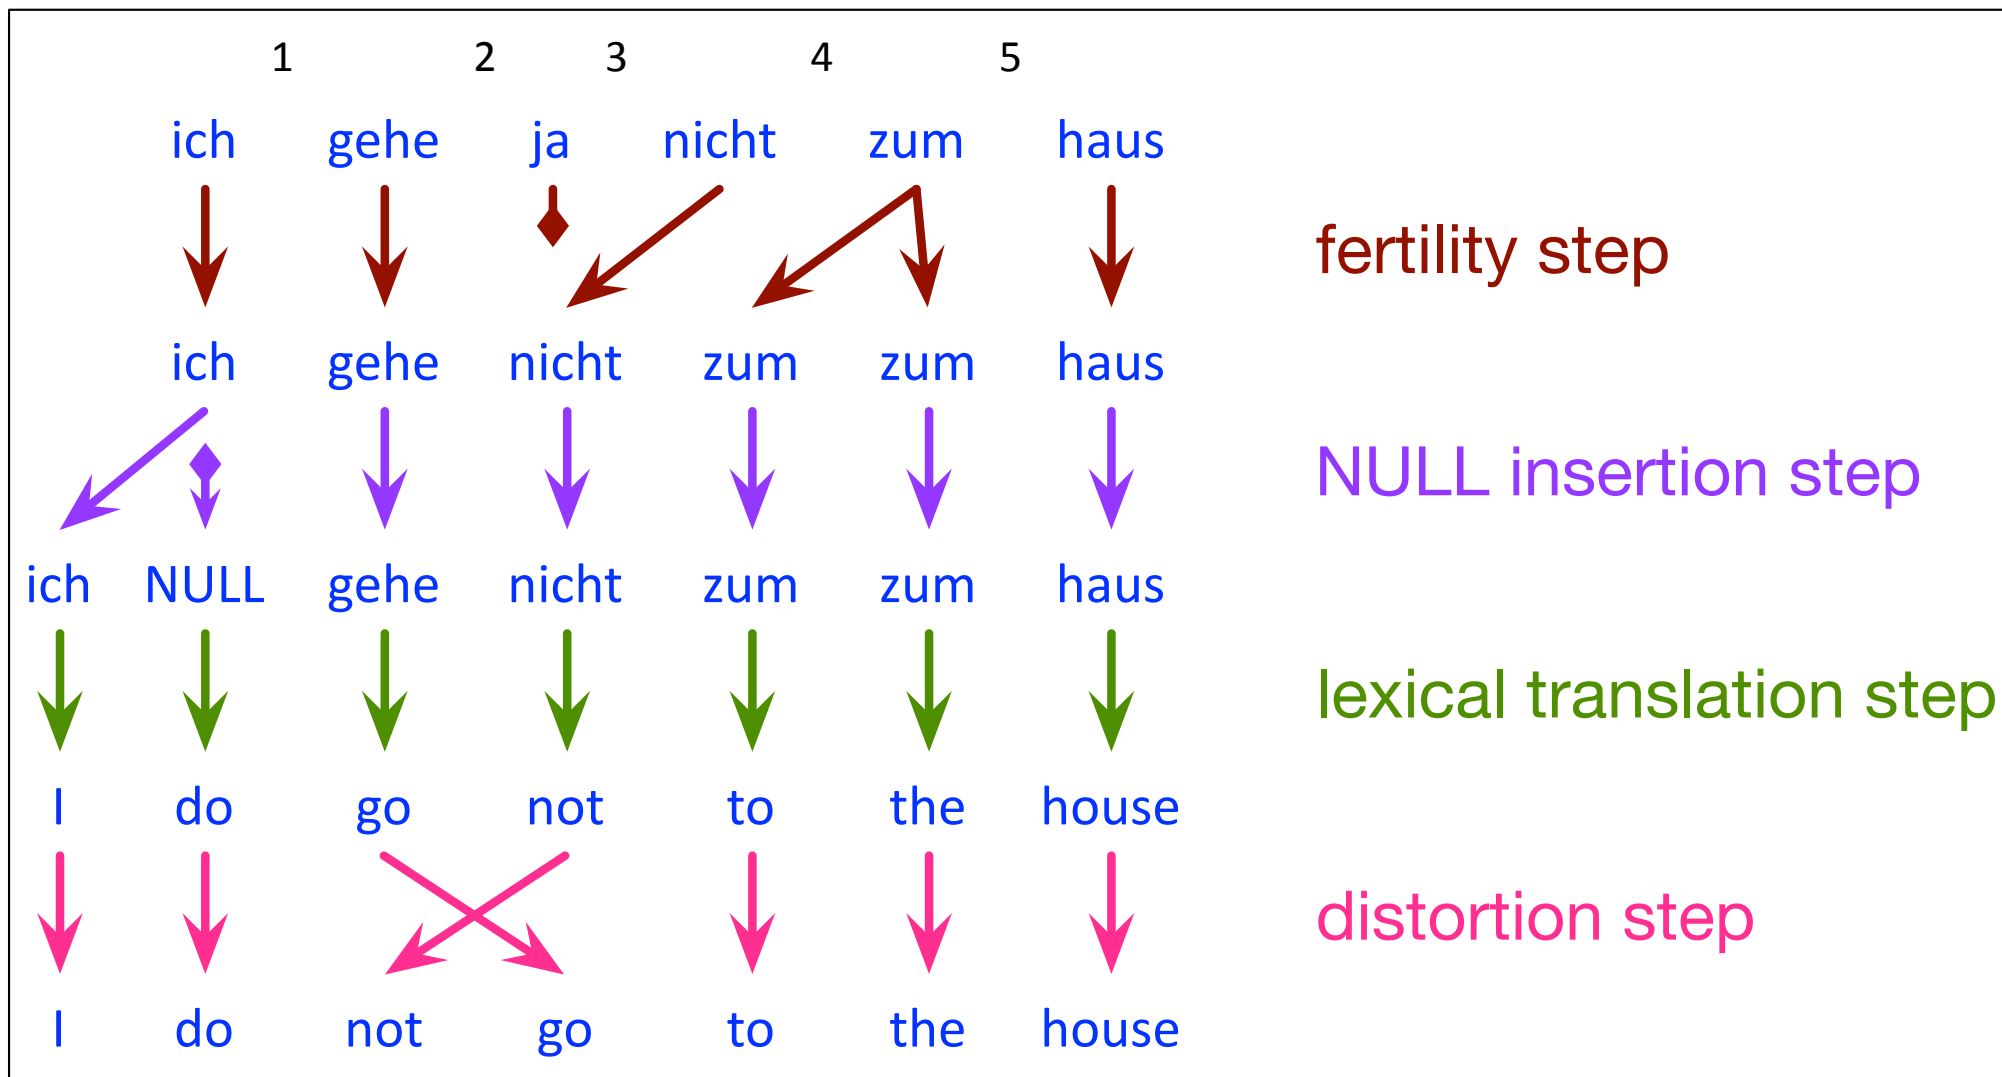 1 2 3 4 5
ich gehe ja nicht zum haus
fertility step
ich gehe nicht zum zum haus
NULL insertion step
ich NULL gehe nicht zum zum haus
lexical translation step
I do go not to the house
distortion step
I do not go to the house